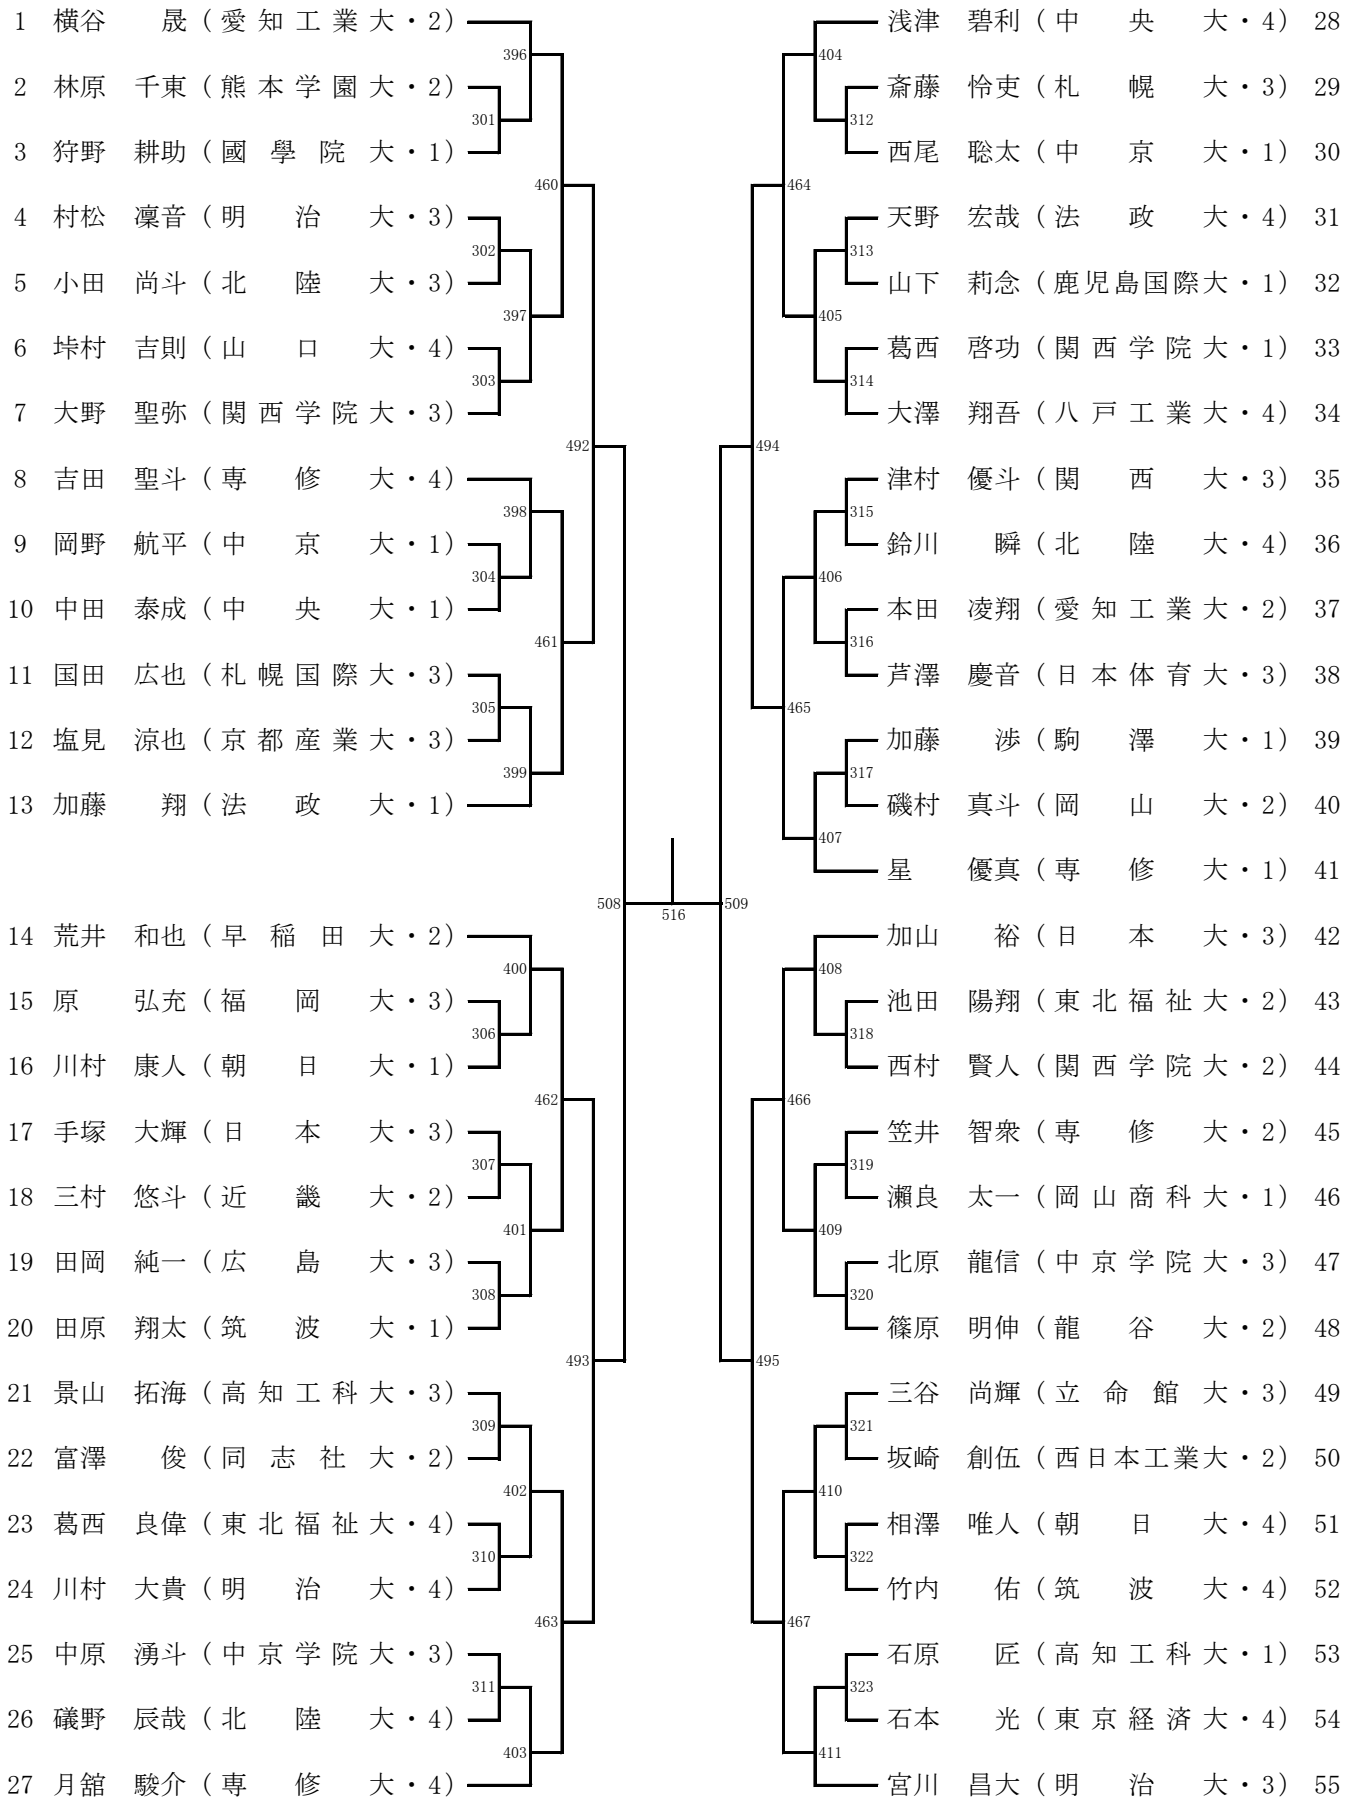 1 横谷 晟 (愛知工業大・2)
396
2 林原 千東 (熊本学園大・2)
301
3 狩野 耕助 (國學院大・1)
460
4 村松 凜音 (明治大・3)
302
5 小田 尚斗 (北陸大・3)
397
6 垰村 吉則 (山口大・4)
303
7 大野 聖弥 (関西学院大・3)
492
8 吉田 聖斗 (専修大・4)
398
9 岡野 航平 (中京大・1)
304
10 中田 泰成 (中央大・1)
461
11 国田 広也 (札幌国際大・3)
305
12 塩見 涼也 (京都産業大・3)
399
13 加藤 翔 (法政大・1)
508
14 荒井 和也 (早稲田大・2)
400
15 原 弘充 (福岡大・3)
306
16 川村 康人 (朝日大・1)
462
17 手塚 大輝 (日本大・3)
307
18 三村 悠斗 (近畿大・2)
401
19 田岡 純一 (広島大・3)
308
20 田原 翔太 (筑波大・1)
493
21 景山 拓海 (高知工科大・3)
309
22 富澤 俊 (同志社大・2)
402
23 葛西 良偉 (東北福祉大・4)
310
24 川村 大貴 (明治大・4)
463
25 中原 湧斗 (中京学院大・3)
311
26 礒野 辰哉 (北陸大・4)
403
27 月舘 駿介 (専修大・4)
516
浅津 碧利 (中央大・4) 28
404
斎藤 怜吏 (札幌大・3) 29
312
西尾 聡太 (中京大・1) 30
464
天野 宏哉 (法政大・4) 31
313
山下 莉念 (鹿児島国際大・1) 32
405
葛西 啓功 (関西学院大・1) 33
314
大澤 翔吾 (八戸工業大・4) 34
494
津村 優斗 (関西大・3) 35
315
鈴川 瞬 (北陸大・4) 36
406
本田 凌翔 (愛知工業大・2) 37
316
芦澤 慶音 (日本体育大・3) 38
465
加藤 渉 (駒澤大・1) 39
317
磯村 真斗 (岡山大・2) 40
407
星 優真 (専修大・1) 41
509
加山 裕 (日本大・3) 42
408
池田 陽翔 (東北福祉大・2) 43
318
西村 賢人 (関西学院大・2) 44
466
笠井 智衆 (専修大・2) 45
319
瀬良 太一 (岡山商科大・1) 46
409
北原 龍信 (中京学院大・3) 47
320
篠原 明伸 (龍谷大・2) 48
495
三谷 尚輝 (立命館大・3) 49
321
坂崎 創伍 (西日本工業大・2) 50
410
相澤 唯人 (朝日大・4) 51
322
竹内 佑 (筑波大・4) 52
467
石原 匠 (高知工科大・1) 53
323
石本 光 (東京経済大・4) 54
411
宮川 昌大 (明治大・3) 55